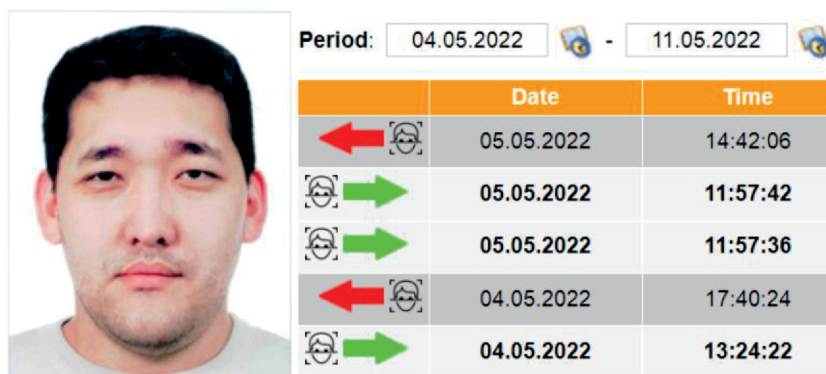 Period: 04.05.2022 - 11.05.2022
Date Time
05.05.2022 14:42:06
05.05.2022 11:57:42
05.05.2022 11:57:36
04.05.2022 17:40:24
04.05.2022 13:24:22